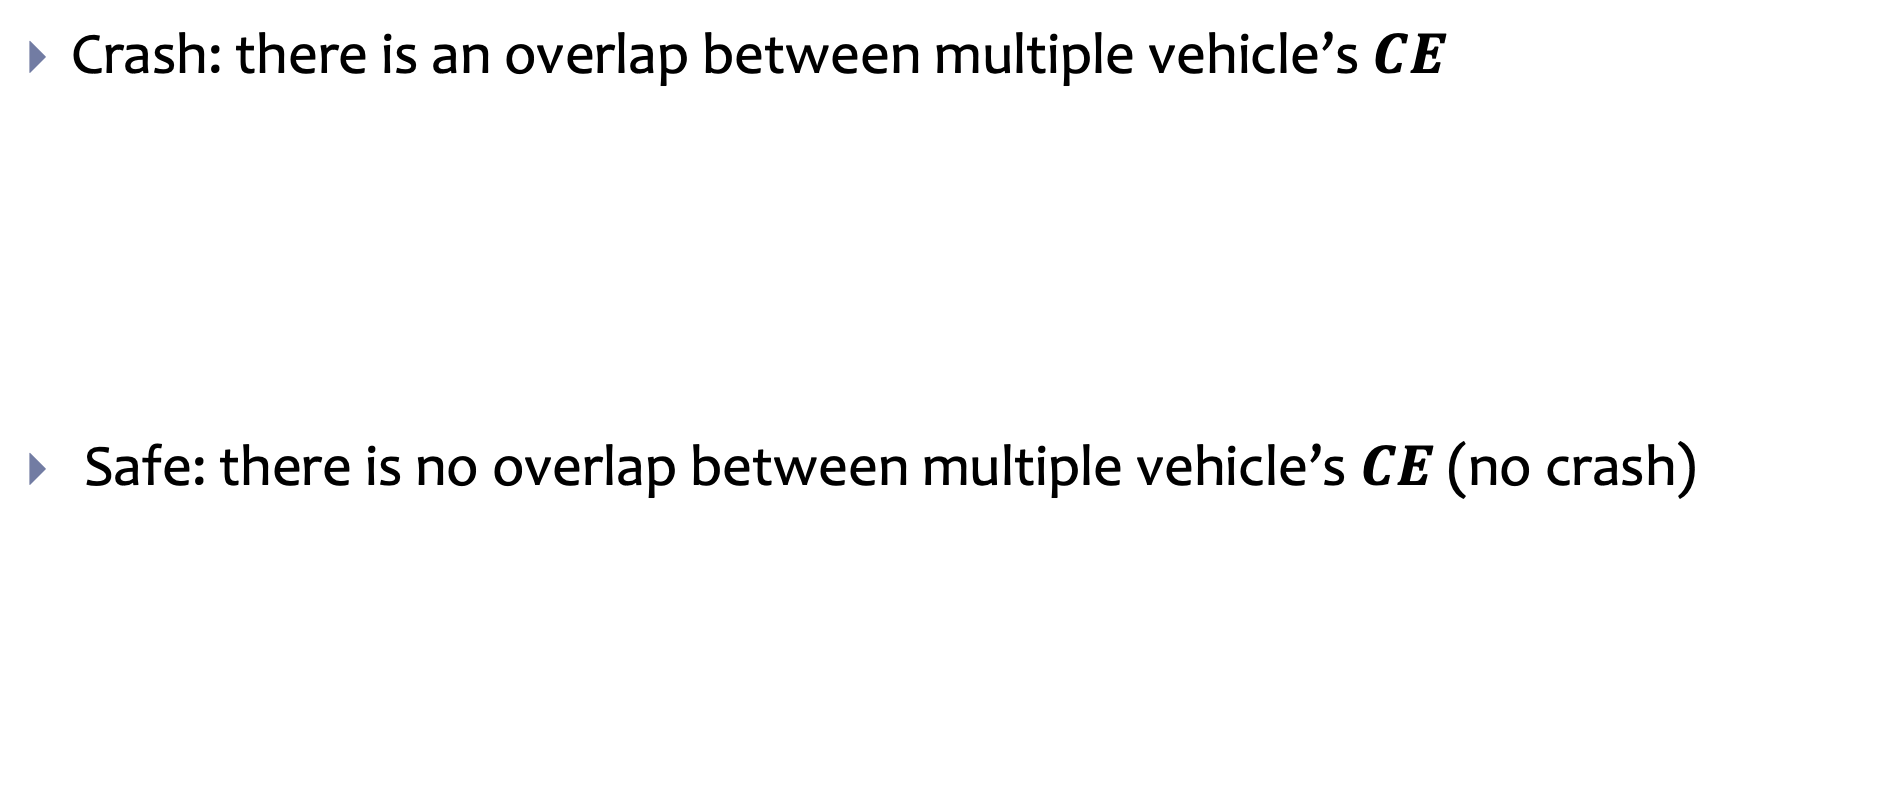 Crash: there is an overlap between multiple vehicle’s CE
Safe: there is no overlap between multiple vehicle’s CE (no crash)